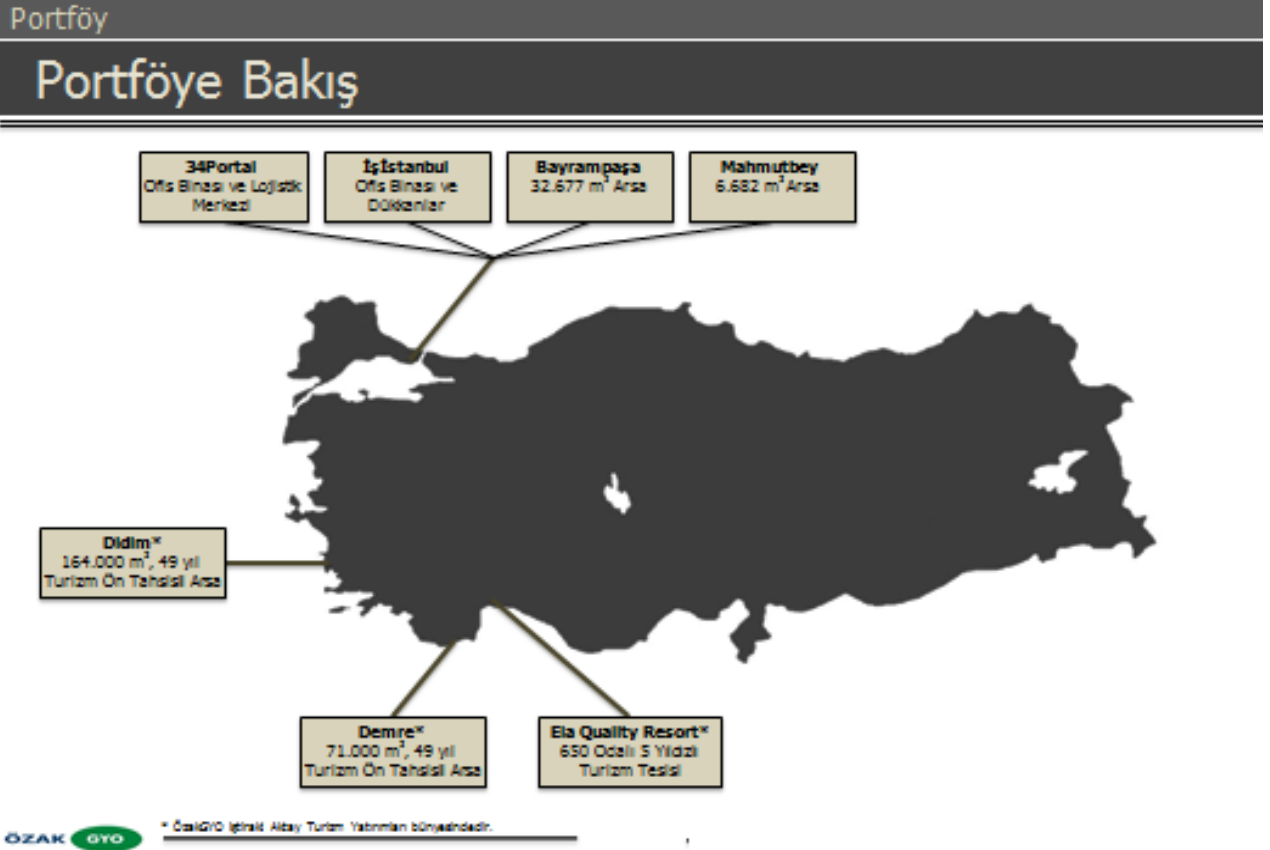 Portföy
Portföye Bakış
34Portal
Ofis Binası ve Lojistik
Merkezi
İşİstanbul
Ofis Binası ve
Dükkanlar
Bayrampaşa
32.677 m² Arsa
Mahmutbey
6.682 m² Arsa
Didim*
164.000 m², 49 yıl
Turizm Ön Tahsisli Arsa
Demre*
71.000 m², 49 yıl
Turizm Ön Tahsisli Arsa
Ela Quality Resort*
650 Odalı 5 Yıldızlı
Turizm Tesisi
* ÖzakGYO iştiraki Aktay Turizm Yatırımları bünyesindedir.
ÖZAK GYO